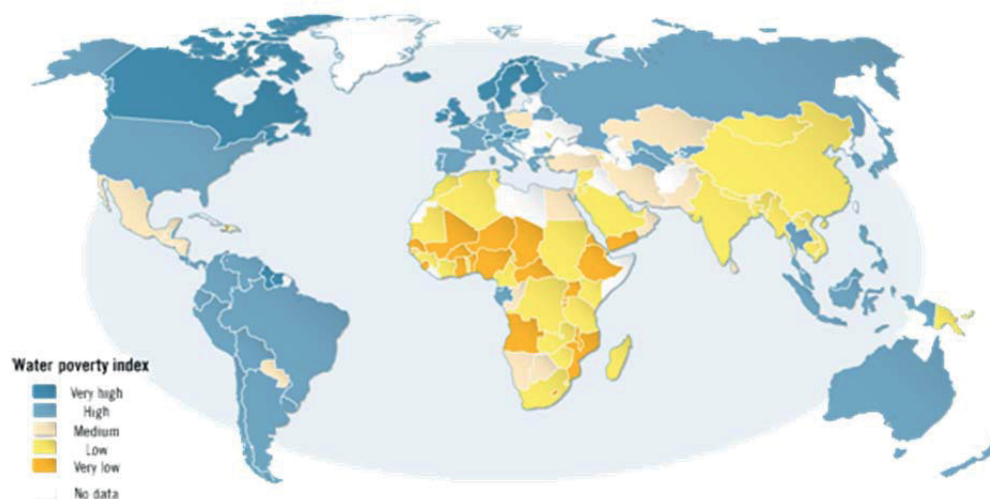 Water poverty index
Very high
High
Medium
Low
Very low
No data